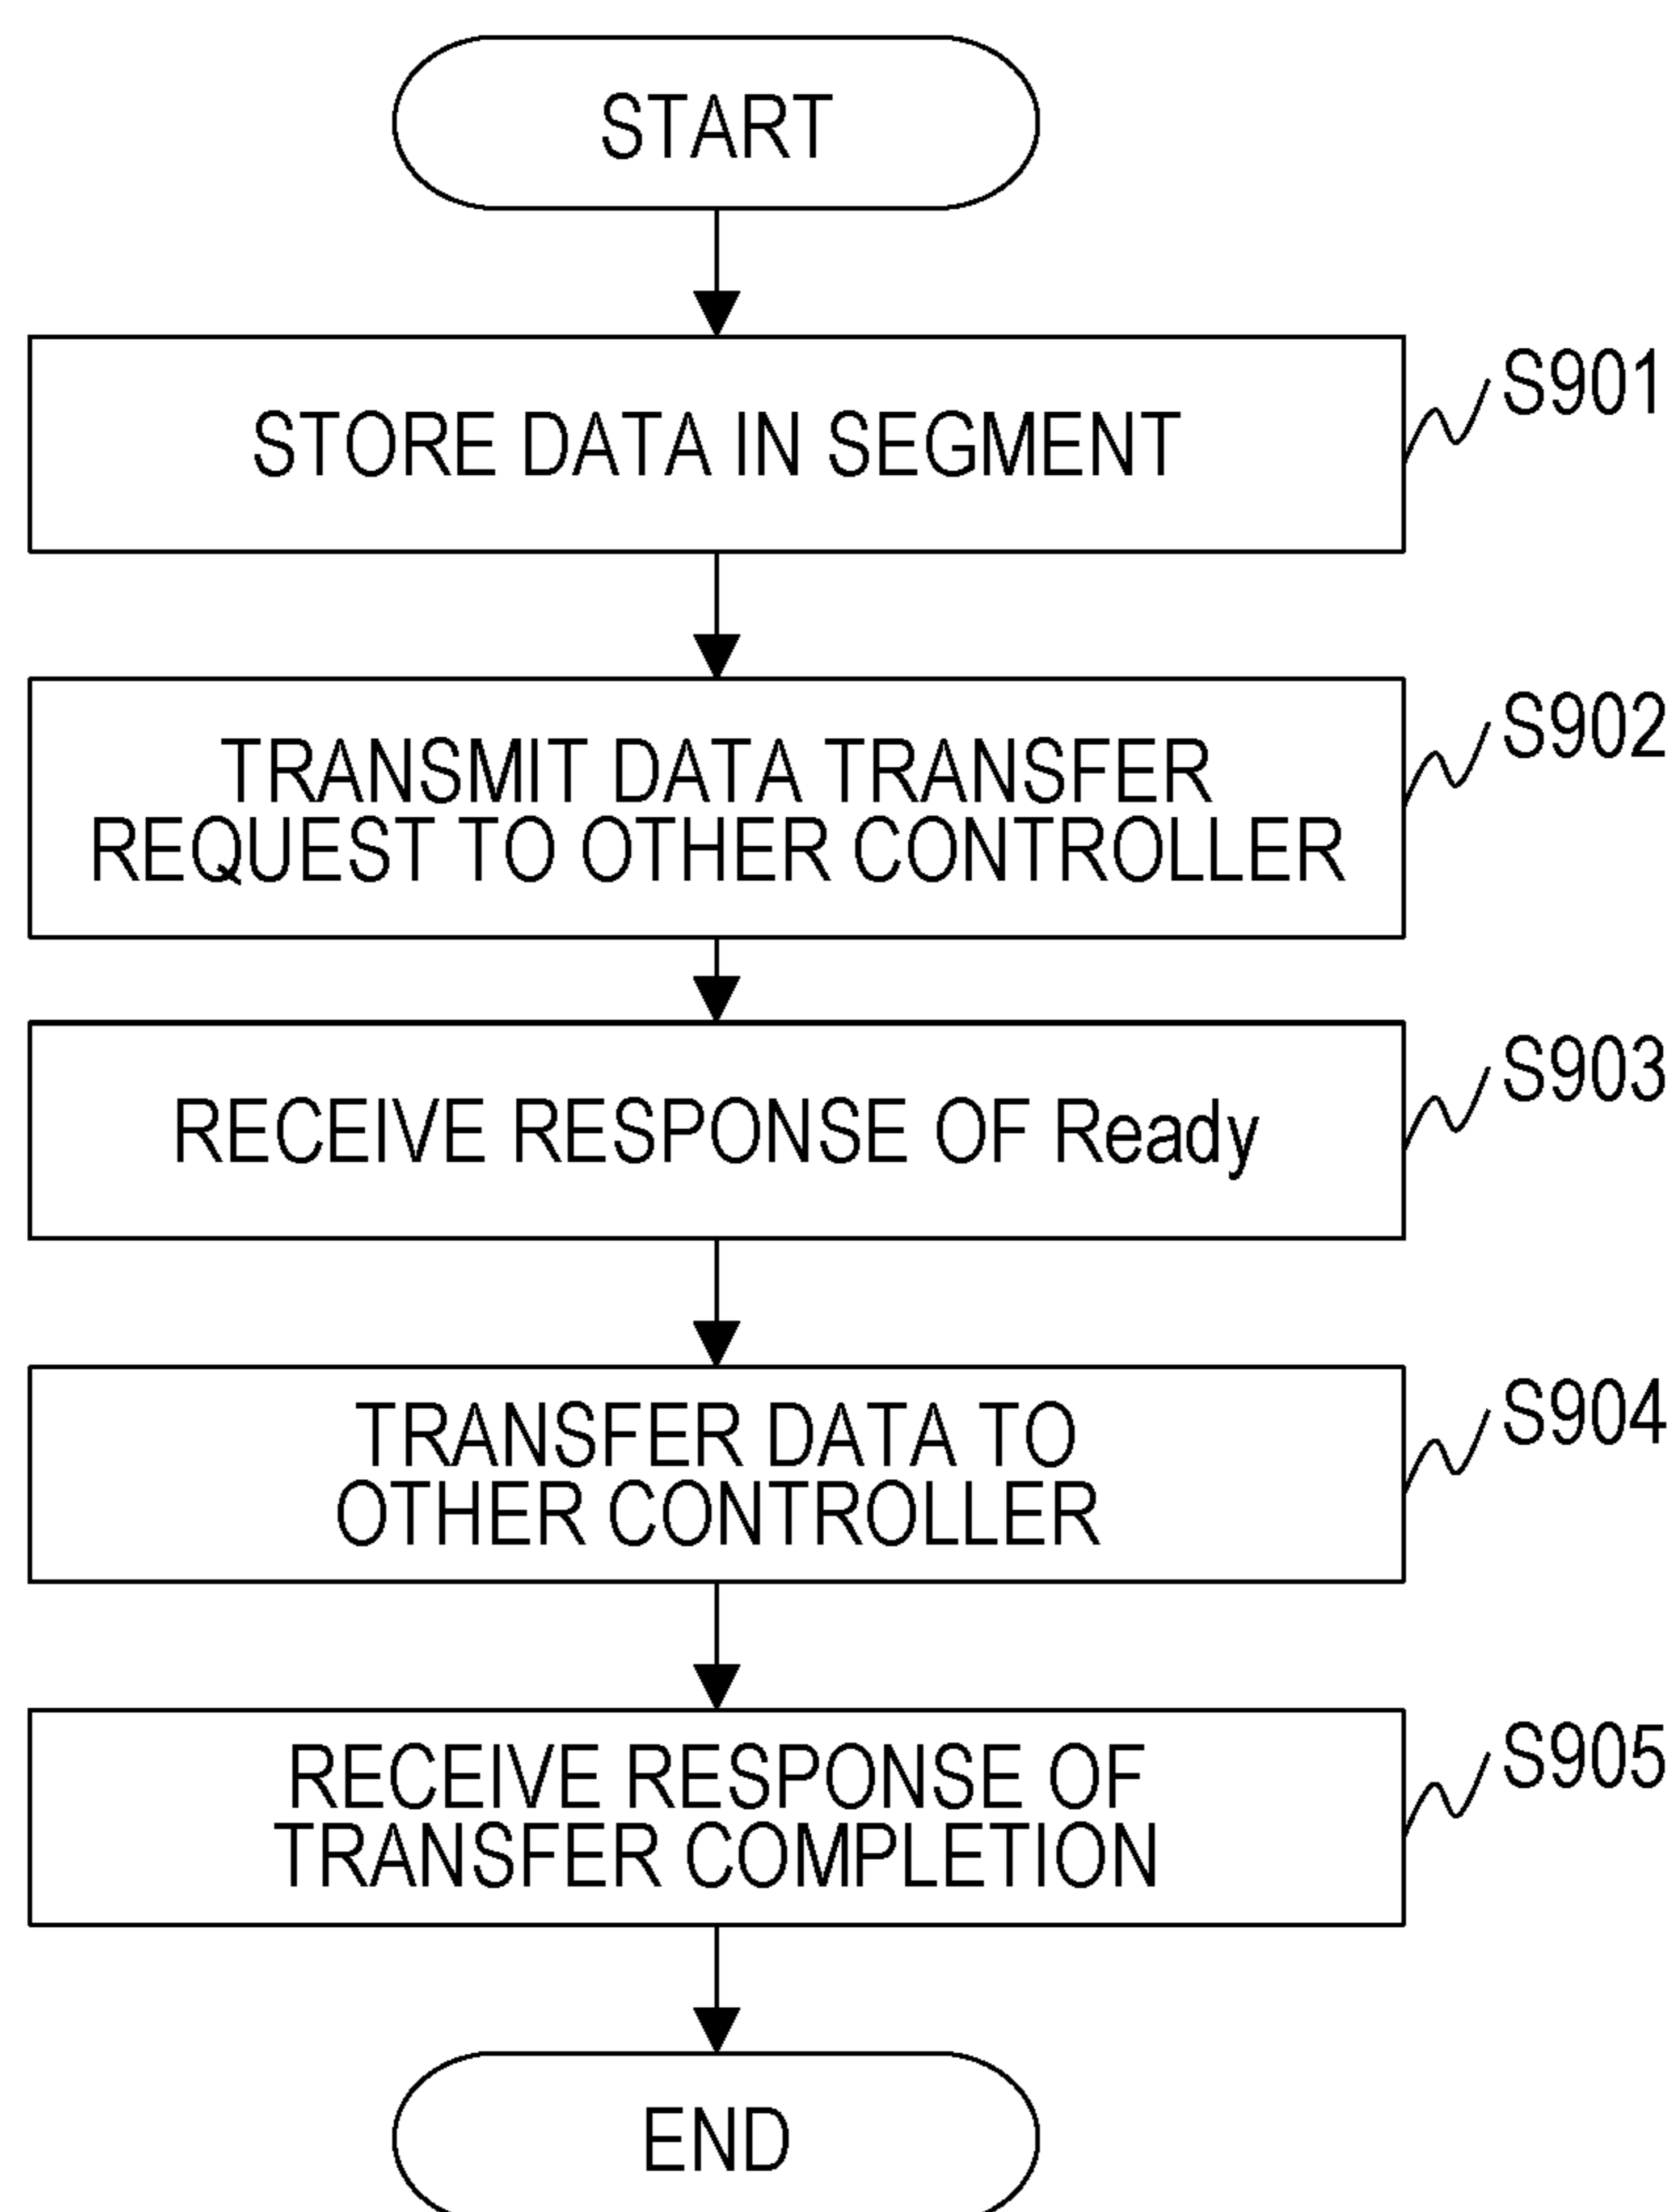 START
STORE DATA IN SEGMENT
S901
TRANSMIT DATA TRANSFER
REQUEST TO OTHER CONTROLLER
S902
RECEIVE RESPONSE OF Ready
S903
TRANSFER DATA TO
OTHER CONTROLLER
S904
RECEIVE RESPONSE OF
TRANSFER COMPLETION
S905
END